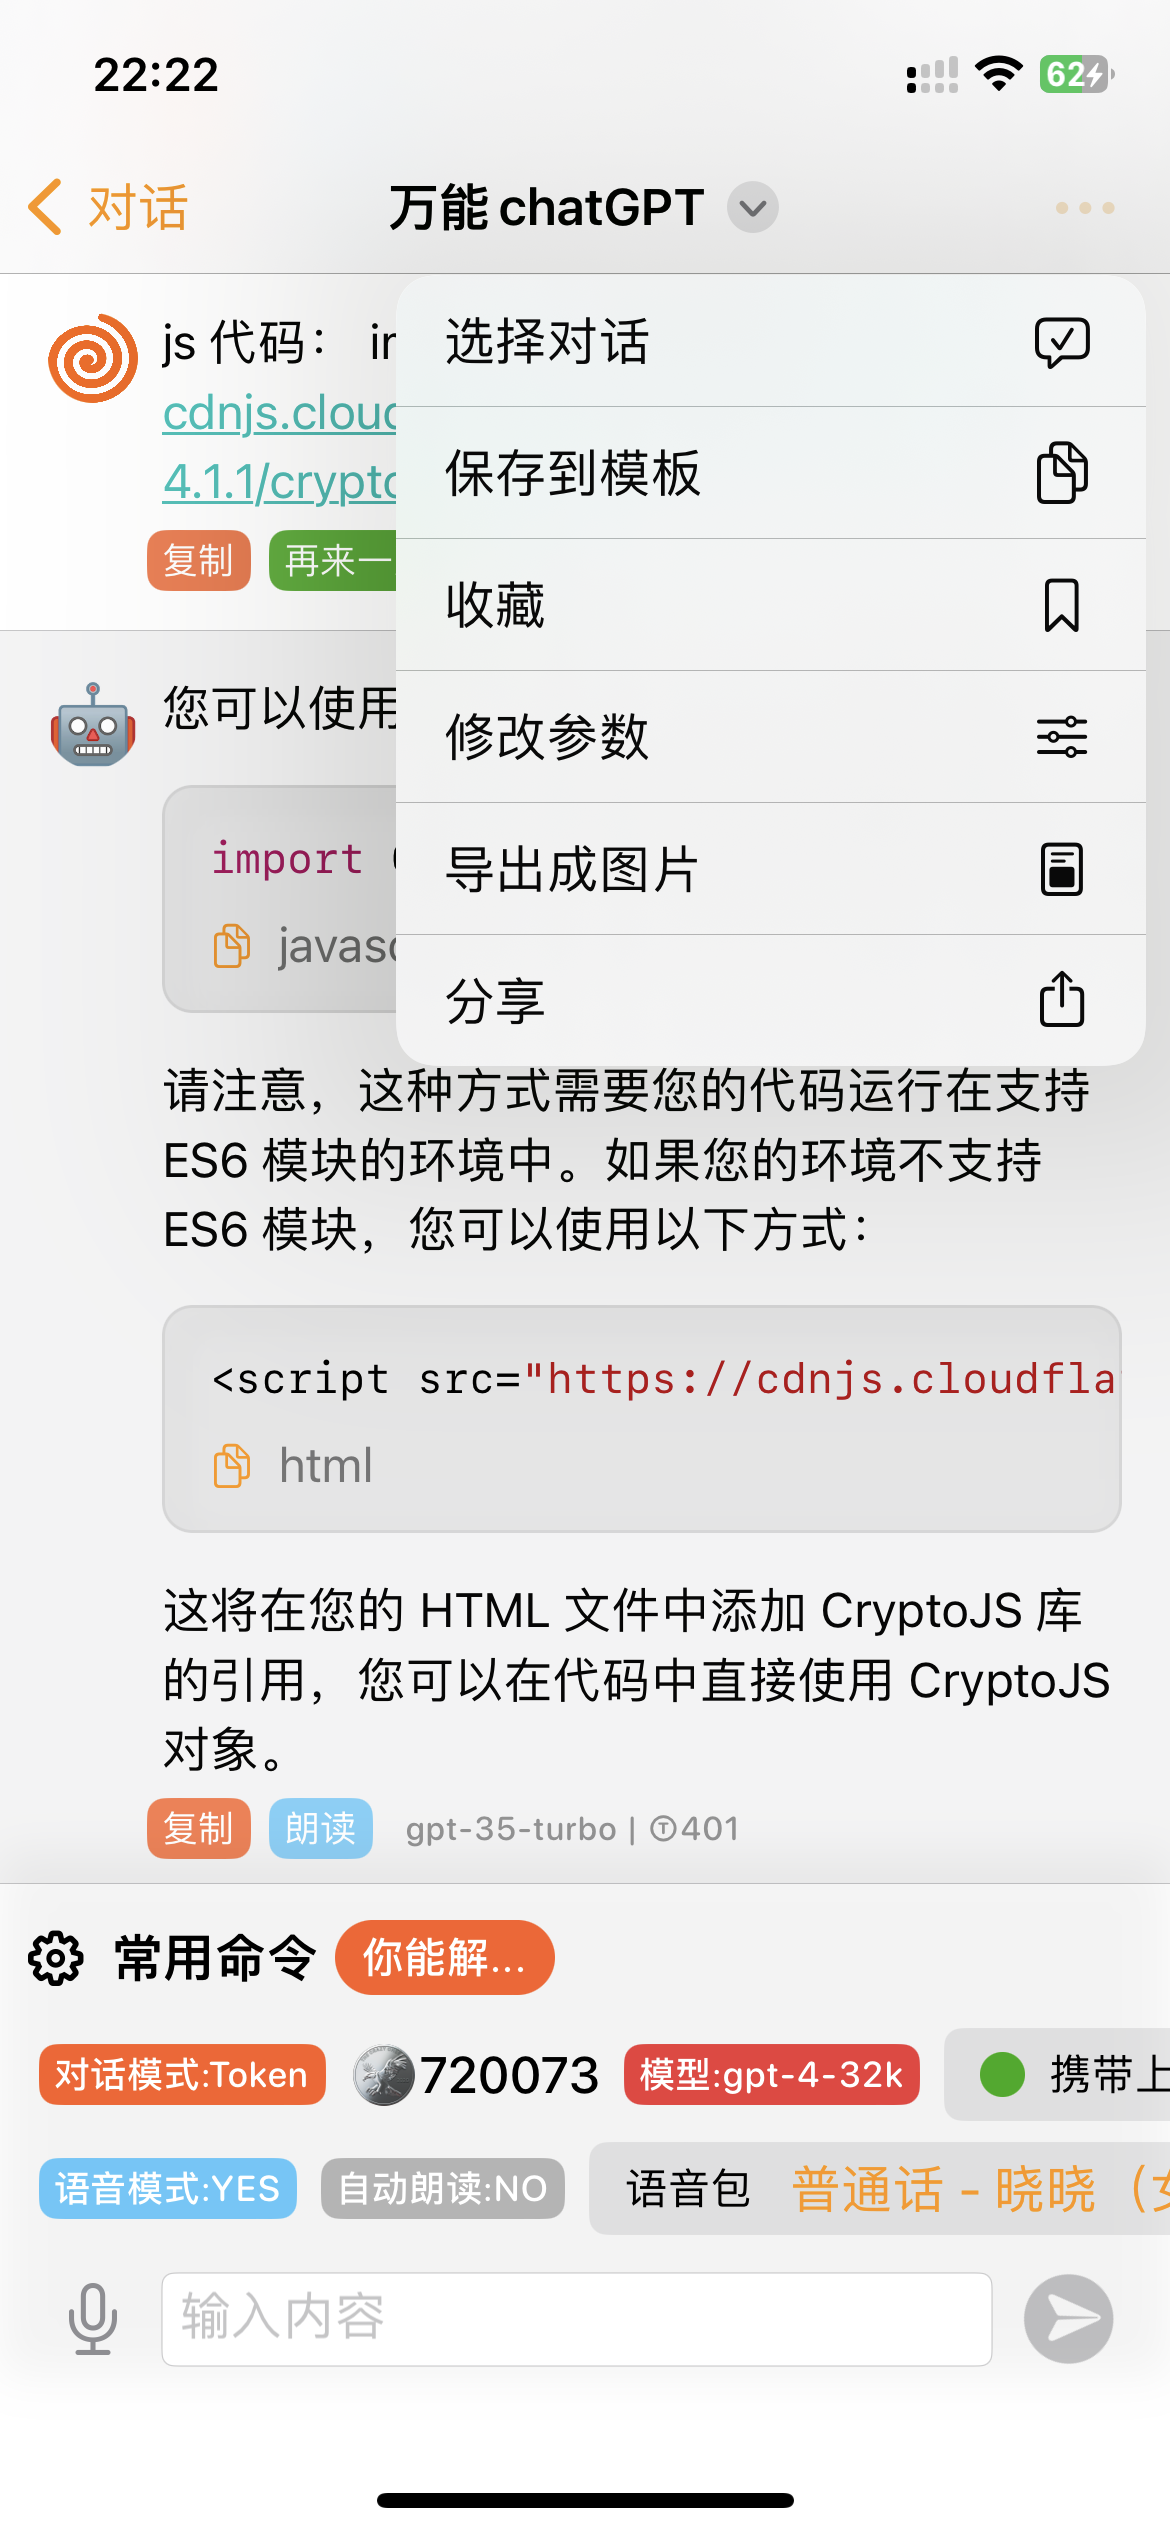 22:22
62
对话
万能 chatGPT
js 代码：
cdnjs.cloud
4.1.1/crypto
复制
再来一
选择对话
保存到模板
收藏
修改参数
导出成图片
分享
您可以使用
import
javasc
请注意，这种方式需要您的代码运行在支持
ES6 模块的环境中。如果您的环境不支持
ES6 模块，您可以使用以下方式：
<script src="https://cdnjs.cloudfla
html
这将在您的 HTML 文件中添加 CryptoJS 库
的引用，您可以在代码中直接使用 CryptoJS
对象。
复制
朗读
gpt-35-turbo | Ⓣ401
常用命令
你能解...
对话模式:Token
720073
模型:gpt-4-32k
携带上
语音模式:YES
自动朗读:NO
语音包
普通话 - 晓晓（女
输入内容